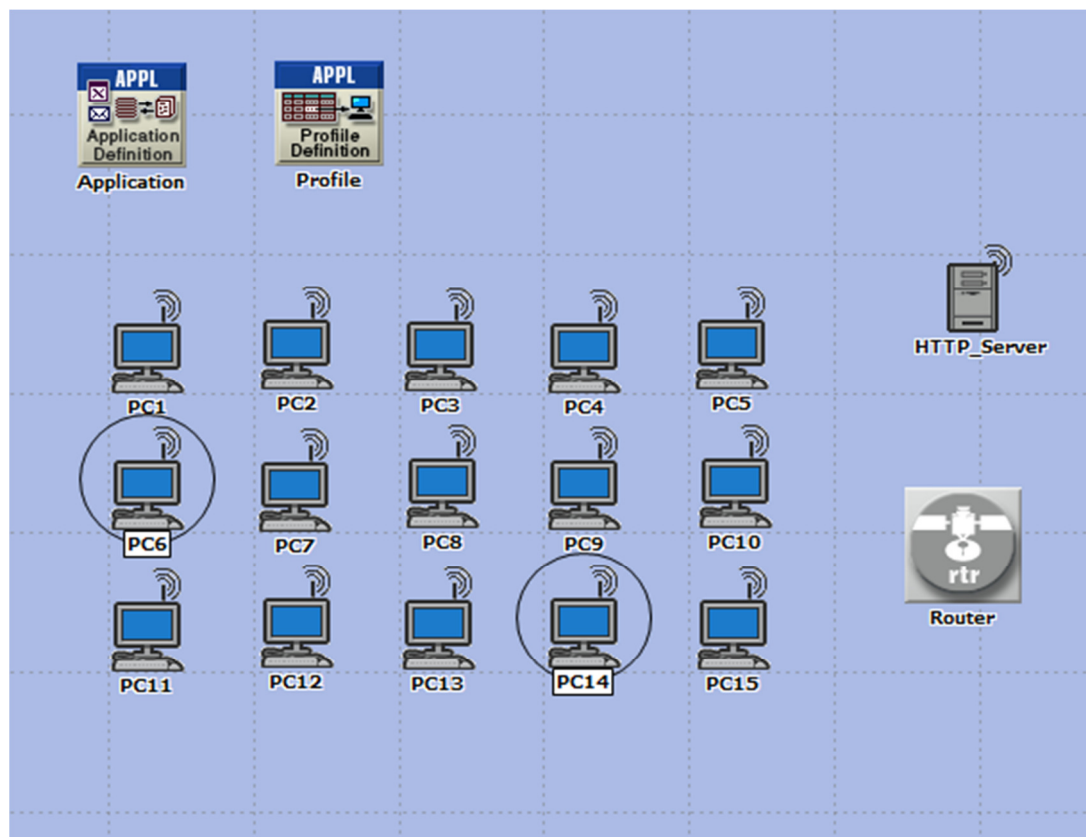 APPL
Application
Definition
Application
APPL
Profiile
Definition
Profile
HTTP_Server
PC1
PC2
PC3
PC4
PC5
PC6
PC7
PC8
PC9
PC10
rtr
Router
PC11
PC12
PC13
PC14
PC15